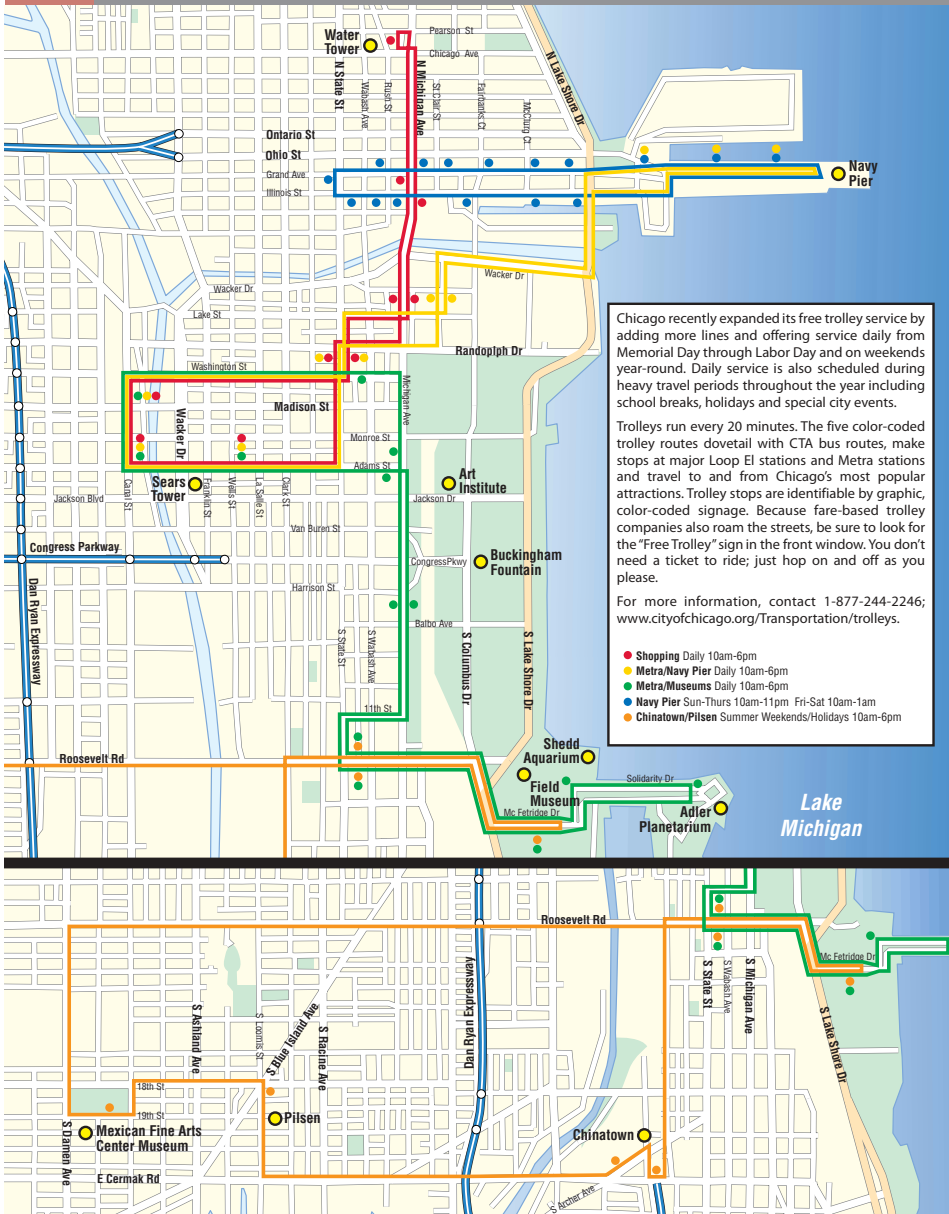 Water
Tower
Pearson St
Chicago Ave
N State St
Wabash Ave
Rush St
N Michigan Ave
St Clair St
Fairbanks Ct
McClurg Ct
N Lake Shore Dr
Ontario St
Ohio St
Grand Ave
Illinois St
Navy
Pier
Wacker Dr
Wacker Dr
Lake St
Randolph Dr
Washington St
Michigan Ave
Madison St
Wacker Dr
Monroe St
Adams St
Sears
Tower
Art
Institute
Canal St
Franklin St
Wells St
La Salle St
Clark St
Jackson Blvd
Jackson Dr
Van Buren St
Congress Parkway
CongressPkwy
Buckingham
Fountain
Dan Ryan Expressway
Harrison St
Balbo Ave
S State St
S Wabash Ave
S Columbus Dr
S Lake Shore Dr
11th St
Roosevelt Rd
Shedd
Aquarium
Field
Museum
Solidarity Dr
Mc Fetridge Dr
Adler
Planetarium
Lake
Michigan
Chicago recently expanded its free trolley service by
adding more lines and offering service daily from
Memorial Day through Labor Day and on weekends
year-round. Daily service is also scheduled during
heavy travel periods throughout the year including
school breaks, holidays and special city events.
Trolleys run every 20 minutes. The five color-coded
trolley routes dovetail with CTA bus routes, make
stops at major Loop El stations and Metra stations
and travel to and from Chicago's most popular
attractions. Trolley stops are identifiable by graphic,
color-coded signage. Because fare-based trolley
companies also roam the streets, be sure to look for
the "Free Trolley" sign in the front window. You don't
need a ticket to ride; just hop on and off as you
please.
For more information, contact 1-877-244-2246;
www.cityofchicago.org/Transportation/trolleys.
Shopping Daily 10am-6pm
Metra/Navy Pier Daily 10am-6pm
Metra/Museums Daily 10am-6pm
Navy Pier Sun-Thurs 10am-11pm Fri-Sat 10am-1am
Chinatown/Pilsen Summer Weekends/Holidays 10am-6pm
Roosevelt Rd
Mc Fetridge Dr
S State St
S Wabash Ave
S Michigan Ave
S Lake Shore Dr
Dan Ryan Expressway
S Ashland Ave
S Loomis St
S Blue Island Ave
S Racine Ave
18th St
19th St
Pilsen
S Damen Ave
Mexican Fine Arts
Center Museum
Chinatown
E Cermak Rd
S Archer Ave